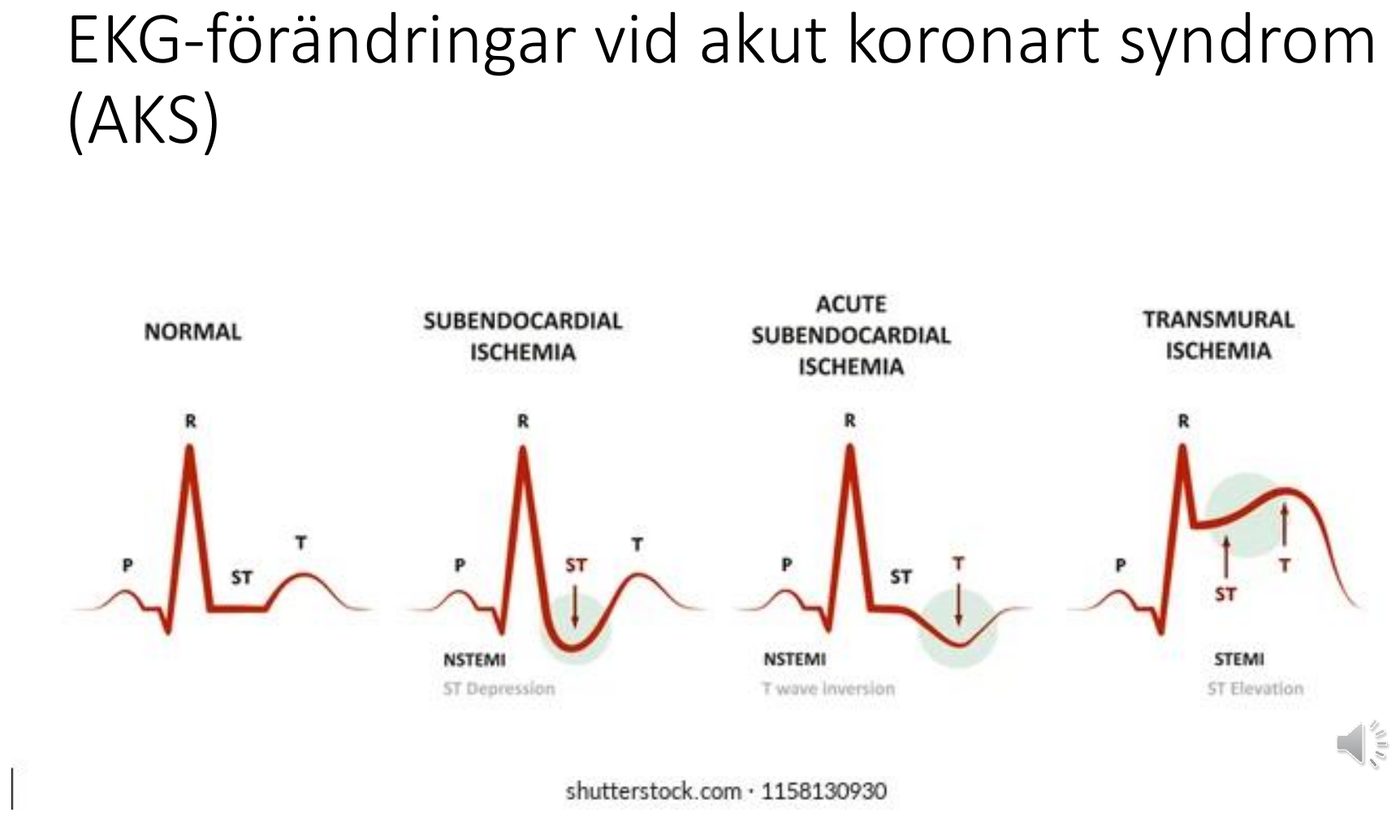 EKG-förändringar vid akut koronart syndrom
(AKS)
NORMAL
R
P
ST
T
SUBENDOCARDIAL
ISCHEMIA
R
P
ST
T
NSTEMI
ST Depression
ACUTE
SUBENDOCARDIAL
ISCHEMIA
R
P
ST
T
NSTEMI
T wave Inversion
TRANSMURAL
ISCHEMIA
R
P
ST
T
STEMI
ST Elevation
shutterstock.com · 1158130930